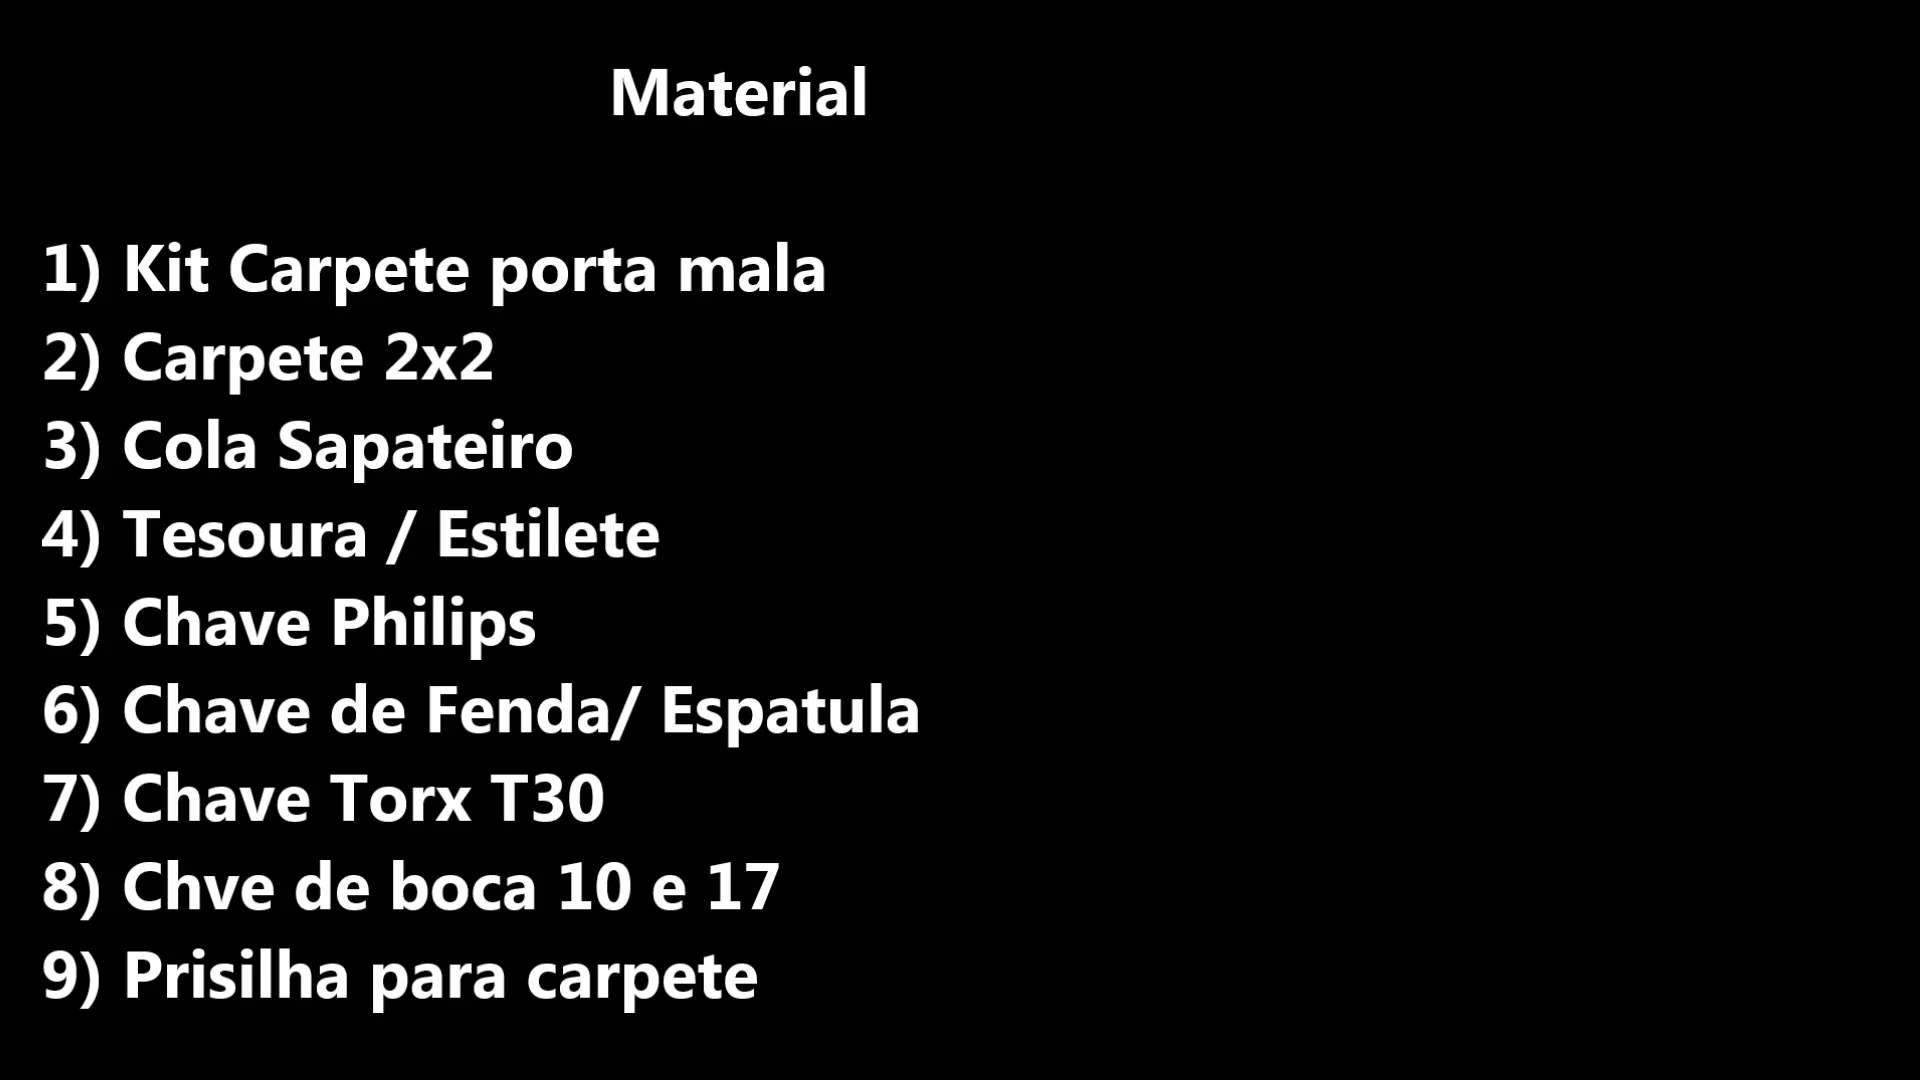 Material
1) Kit Carpete porta mala
2) Carpete 2x2
3) Cola Sapateiro
4) Tesoura / Estilete
5) Chave Philips
6) Chave de Fenda/ Espatula
7) Chave Torx T30
8) Chve de boca 10 e 17
9) Prisilha para carpete